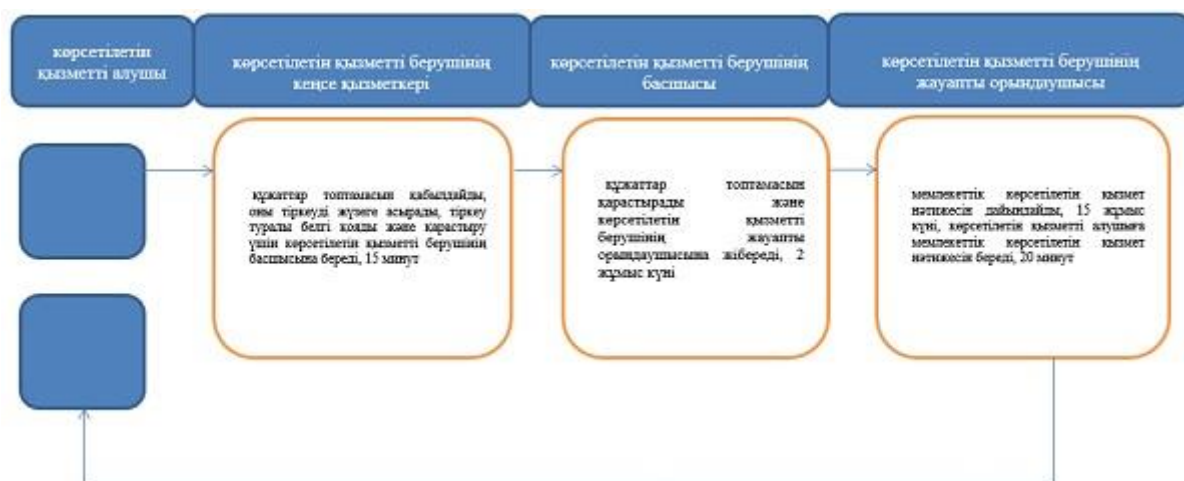 көрсетілетін
қызметті алушы
көрсетілетін қызметті берушінің
кеңсе қызметкері
көрсетілетін қызметті берушінің
басшысы
көрсетілетін қызметті берушінің
жауапты орындаушысы
құжаттар топтамасын қабылдайды,
оны тіркеуді жүзеге асырады, тіркеу
туралы белгі қояды және қарастыру
үшін көрсетілетін қызметті берушінің
басшысына береді, 15 минут
құжаттар топтамасын
қарастырады және
көрсетілетін қызметті
берушінің жауапты
орындаушысына жібереді, 2
жұмыс күні
мемлекеттік көрсетілетін қызмет
нәтижесін дайындайды, 15 жұмыс
күні, көрсетілетін қызметті алушыға
мемлекеттік көрсетілетін қызмет
нәтижесін береді, 20 минут